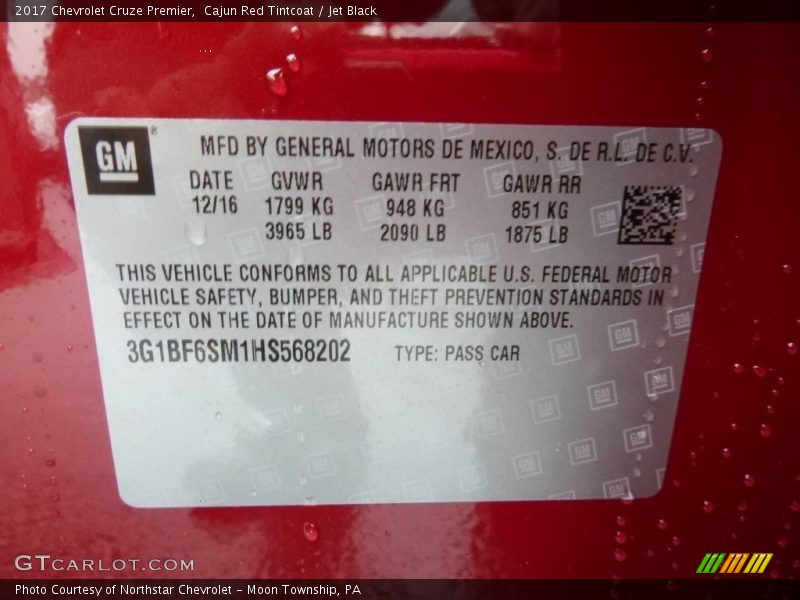 2017 Chevrolet Cruze Premier,  Cajun Red Tintcoat / Jet Black
GM®
MFD BY GENERAL MOTORS DE MEXICO, S. DE R.L. DE C.V.
DATE GVWR GAWR FRT GAWR RR
12/16 1799 KG 948 KG 851 KG
3965 LB 2090 LB 1875 LB
THIS VEHICLE CONFORMS TO ALL APPLICABLE U.S. FEDERAL MOTOR
VEHICLE SAFETY, BUMPER, AND THEFT PREVENTION STANDARDS IN
EFFECT ON THE DATE OF MANUFACTURE SHOWN ABOVE.
3G1BF6SM1HS568202 TYPE: PASS CAR
GTCARLOT.COM
Photo Courtesy of Northstar Chevrolet - Moon Township, PA